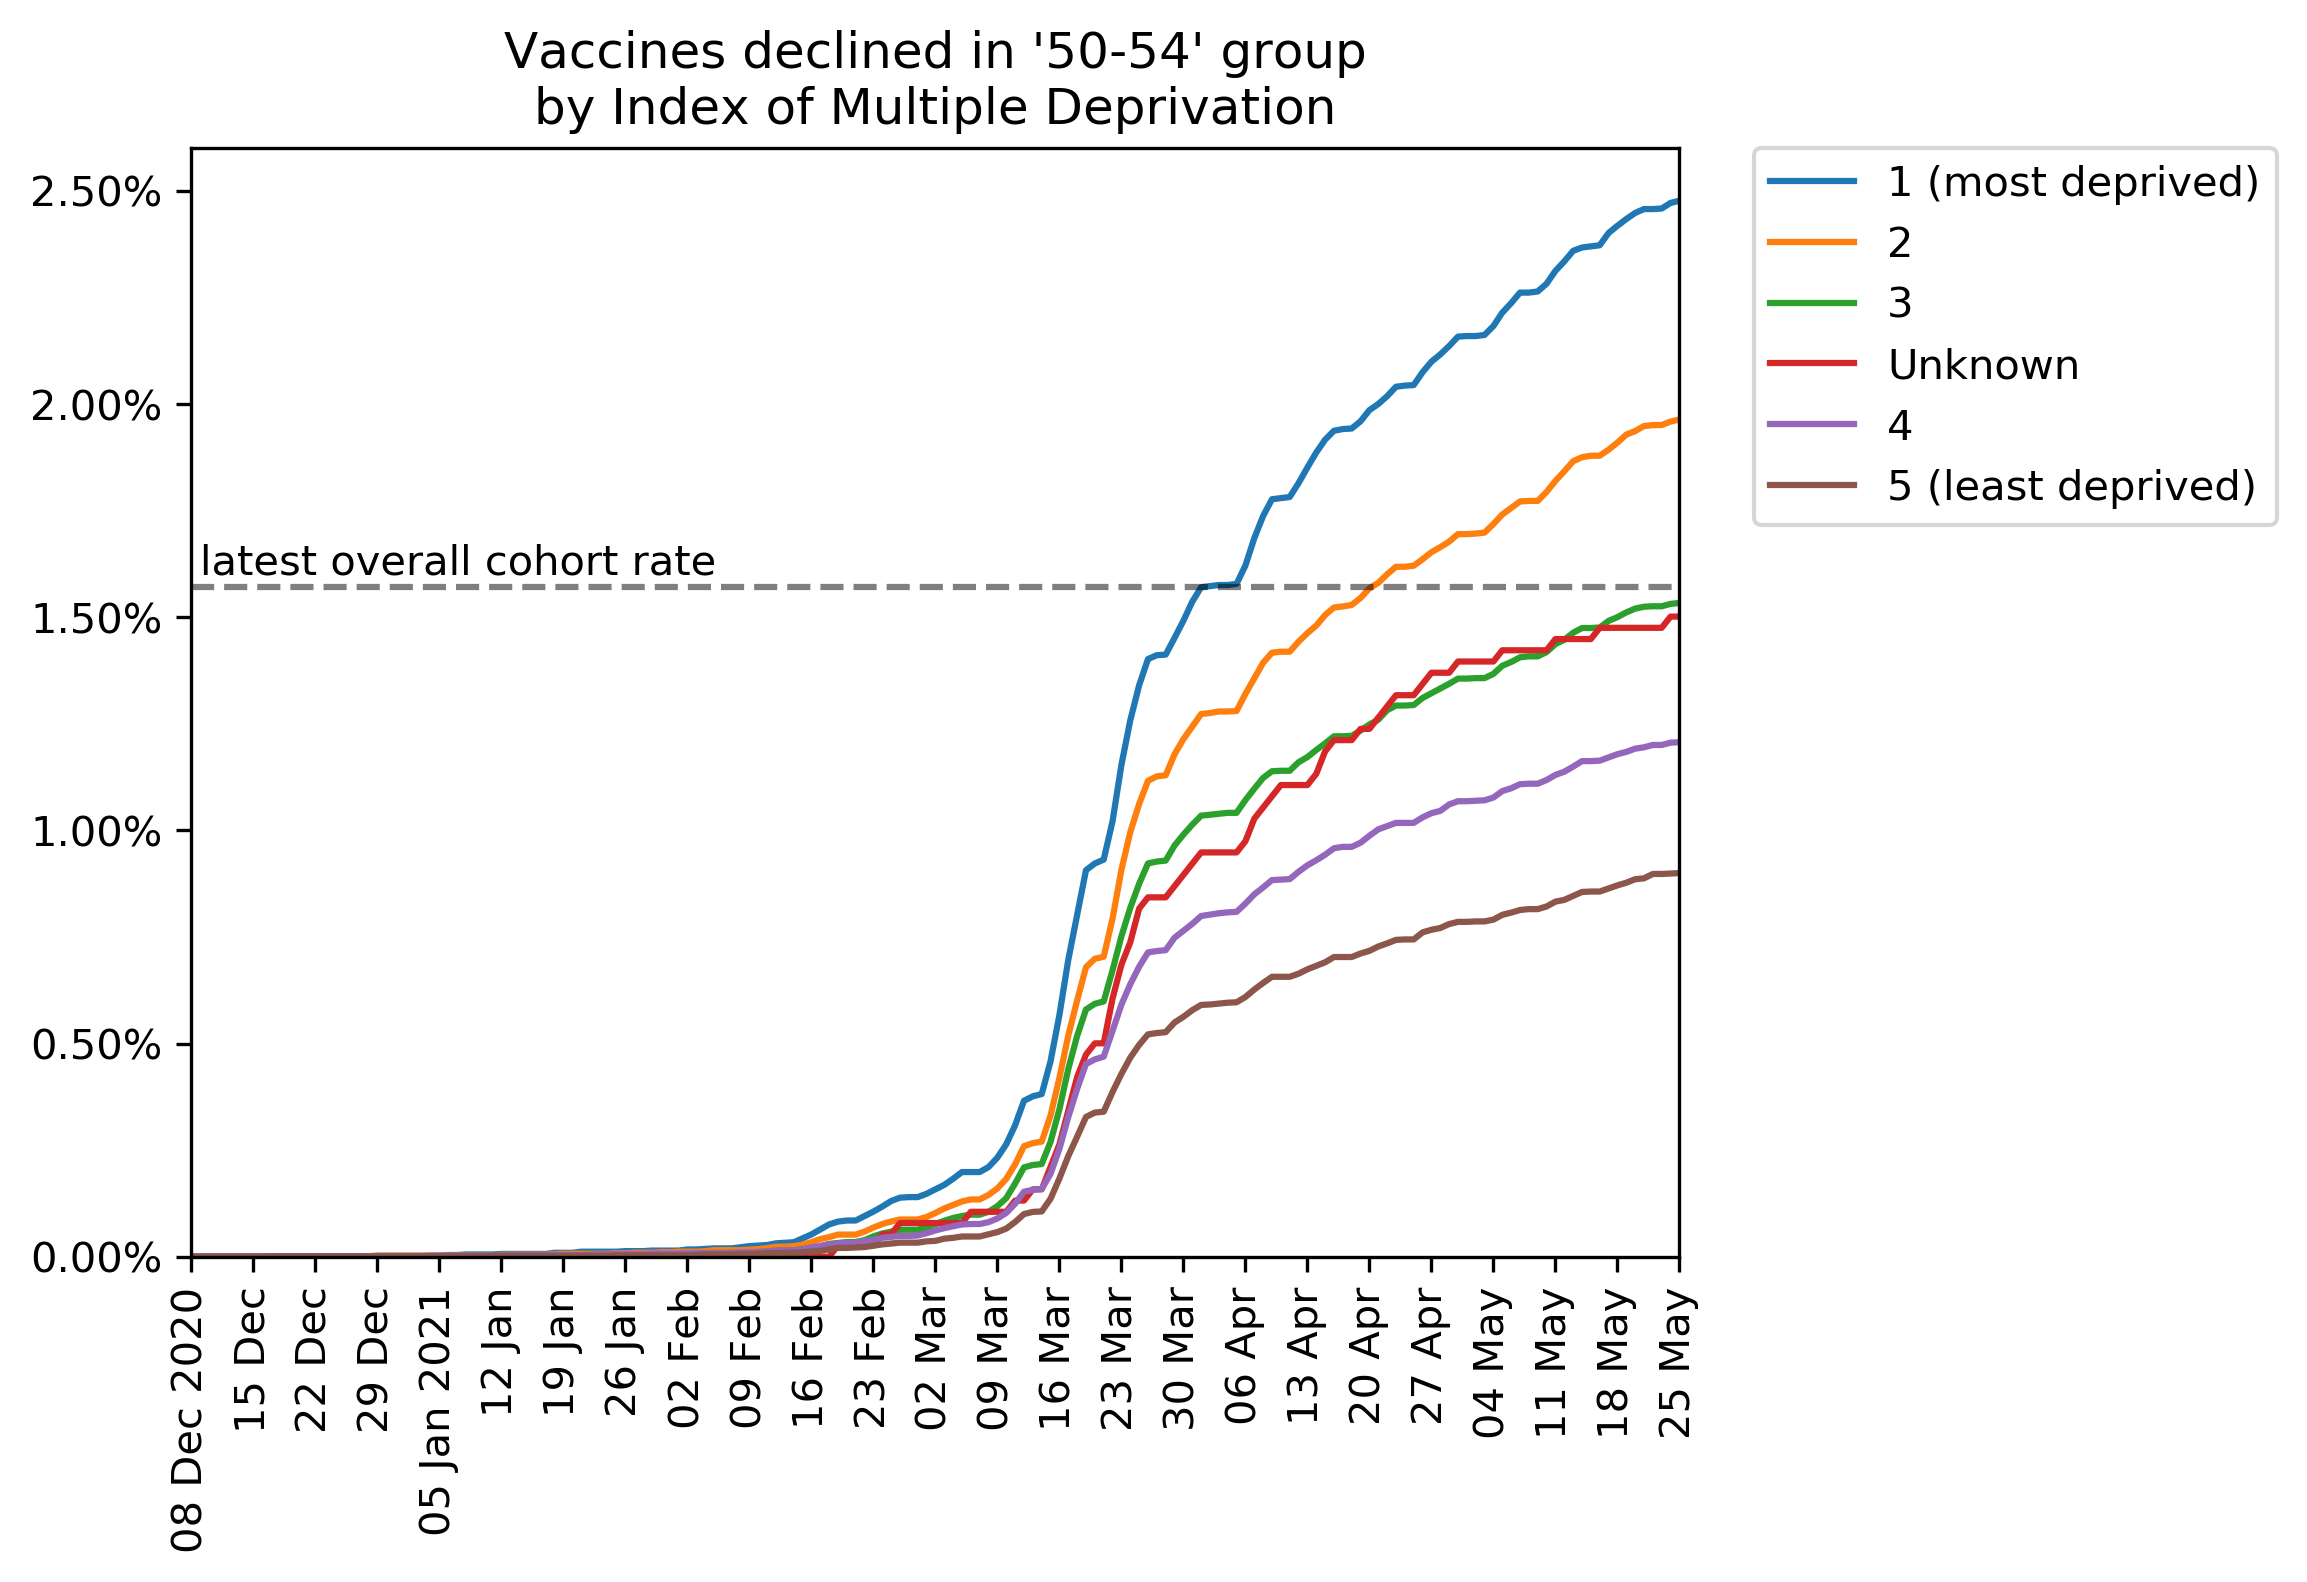 Vaccines declined in '50-54' group
by Index of Multiple Deprivation
2.50%
2.00%
1.50%
1.00%
0.50%
0.00%
latest overall cohort rate
08 Dec 2020
15 Dec
22 Dec
29 Dec
05 Jan 2021
12 Jan
19 Jan
26 Jan
02 Feb
09 Feb
16 Feb
23 Feb
02 Mar
09 Mar
16 Mar
23 Mar
30 Mar
06 Apr
13 Apr
20 Apr
27 Apr
04 May
11 May
18 May
25 May
1 (most deprived)
2
3
Unknown
4
5 (least deprived)